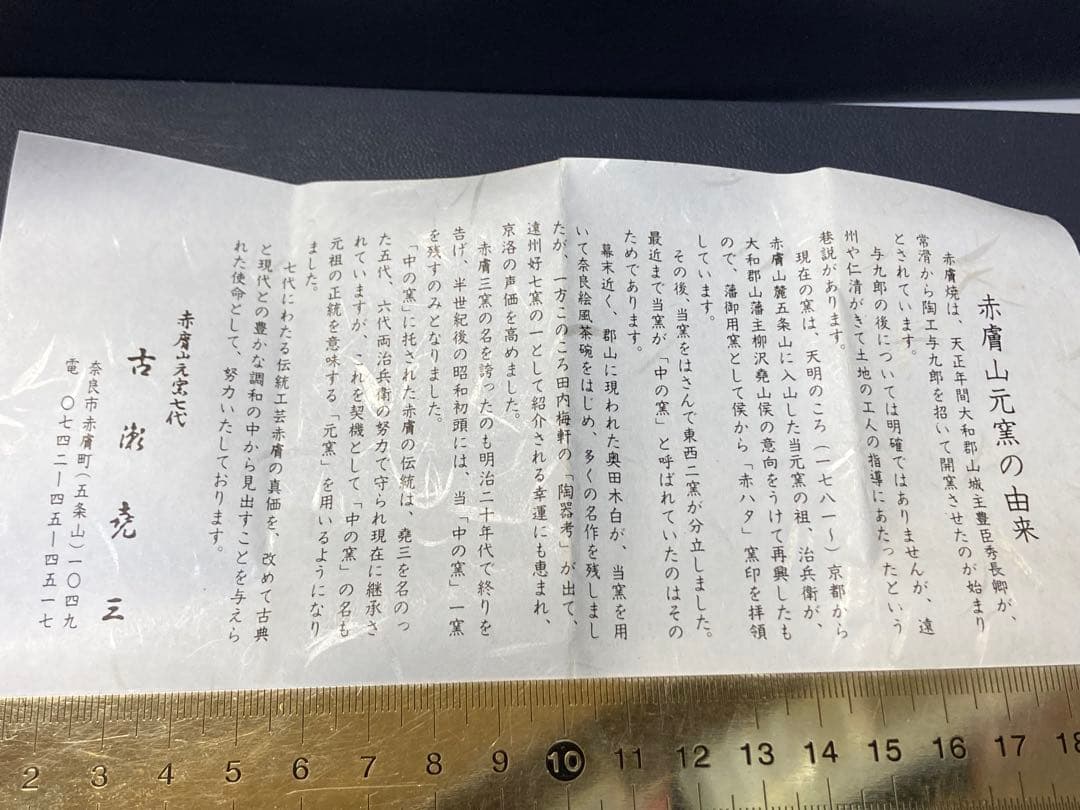 赤膚山元窯の由来
赤膚焼は、天正年間大和郡山城主豊臣秀長卿が、
常滑から陶工与九郎を招いて開窯させたのが始まり
とされています。
与九郎の後については明確ではありませんが、遠
州や仁清がきて土地の工人の指導にあたったという
巷説があります。
現在の窯は、天明のころ(一七八一〜)京都から
赤膚山麓五条山に入山した当元窯の祖、治兵衛が、
大和郡山藩主柳沢堯山侯の意向をうけて再興したも
ので、藩御用窯として侯から「赤ハタ」窯印を拝領
しています。
その後、当窯をはさんで東西二窯が分立しました。
最近まで当窯が「中の窯」と呼ばれていたのはその
ためであります。
幕末近く、郡山に現われた奥田木白が、当窯を用
いて奈良絵風茶碗をはじめ、多くの名作を残しまし
たが、一方このころ田内梅軒の「陶器考」が出て、
遠州好七窯の一として紹介される幸運にも恵まれ、
京洛の声価を高めました。
赤膚三窯の名を誇ったのも明治二十年代で終りを
告げ、半世紀後の昭和初頭には、当「中の窯」一窯
を残すのみとなりました。
「中の窯」に托された赤膚の伝統は、堯三を名のっ
た五代、六代両治兵衛の努力で守られ現在に継承さ
れていますが、これを契機として「中の窯」の名も
元祖の正統を意味する「元窯」を用いるようになり
ました。
七代にわたる伝統工芸赤膚の真価を、改めて古典
と現代との豊かな調和の中から見出すことを与えら
れた使命として、努力いたしております。
赤膚山元窯七代
古瀬堯三
奈良市赤膚町(五条山)一〇四九
電 〇七四二―四五―四五一七
2 3 4 5 6 7 8 9 10 11 12 13 14 15 16 17 18